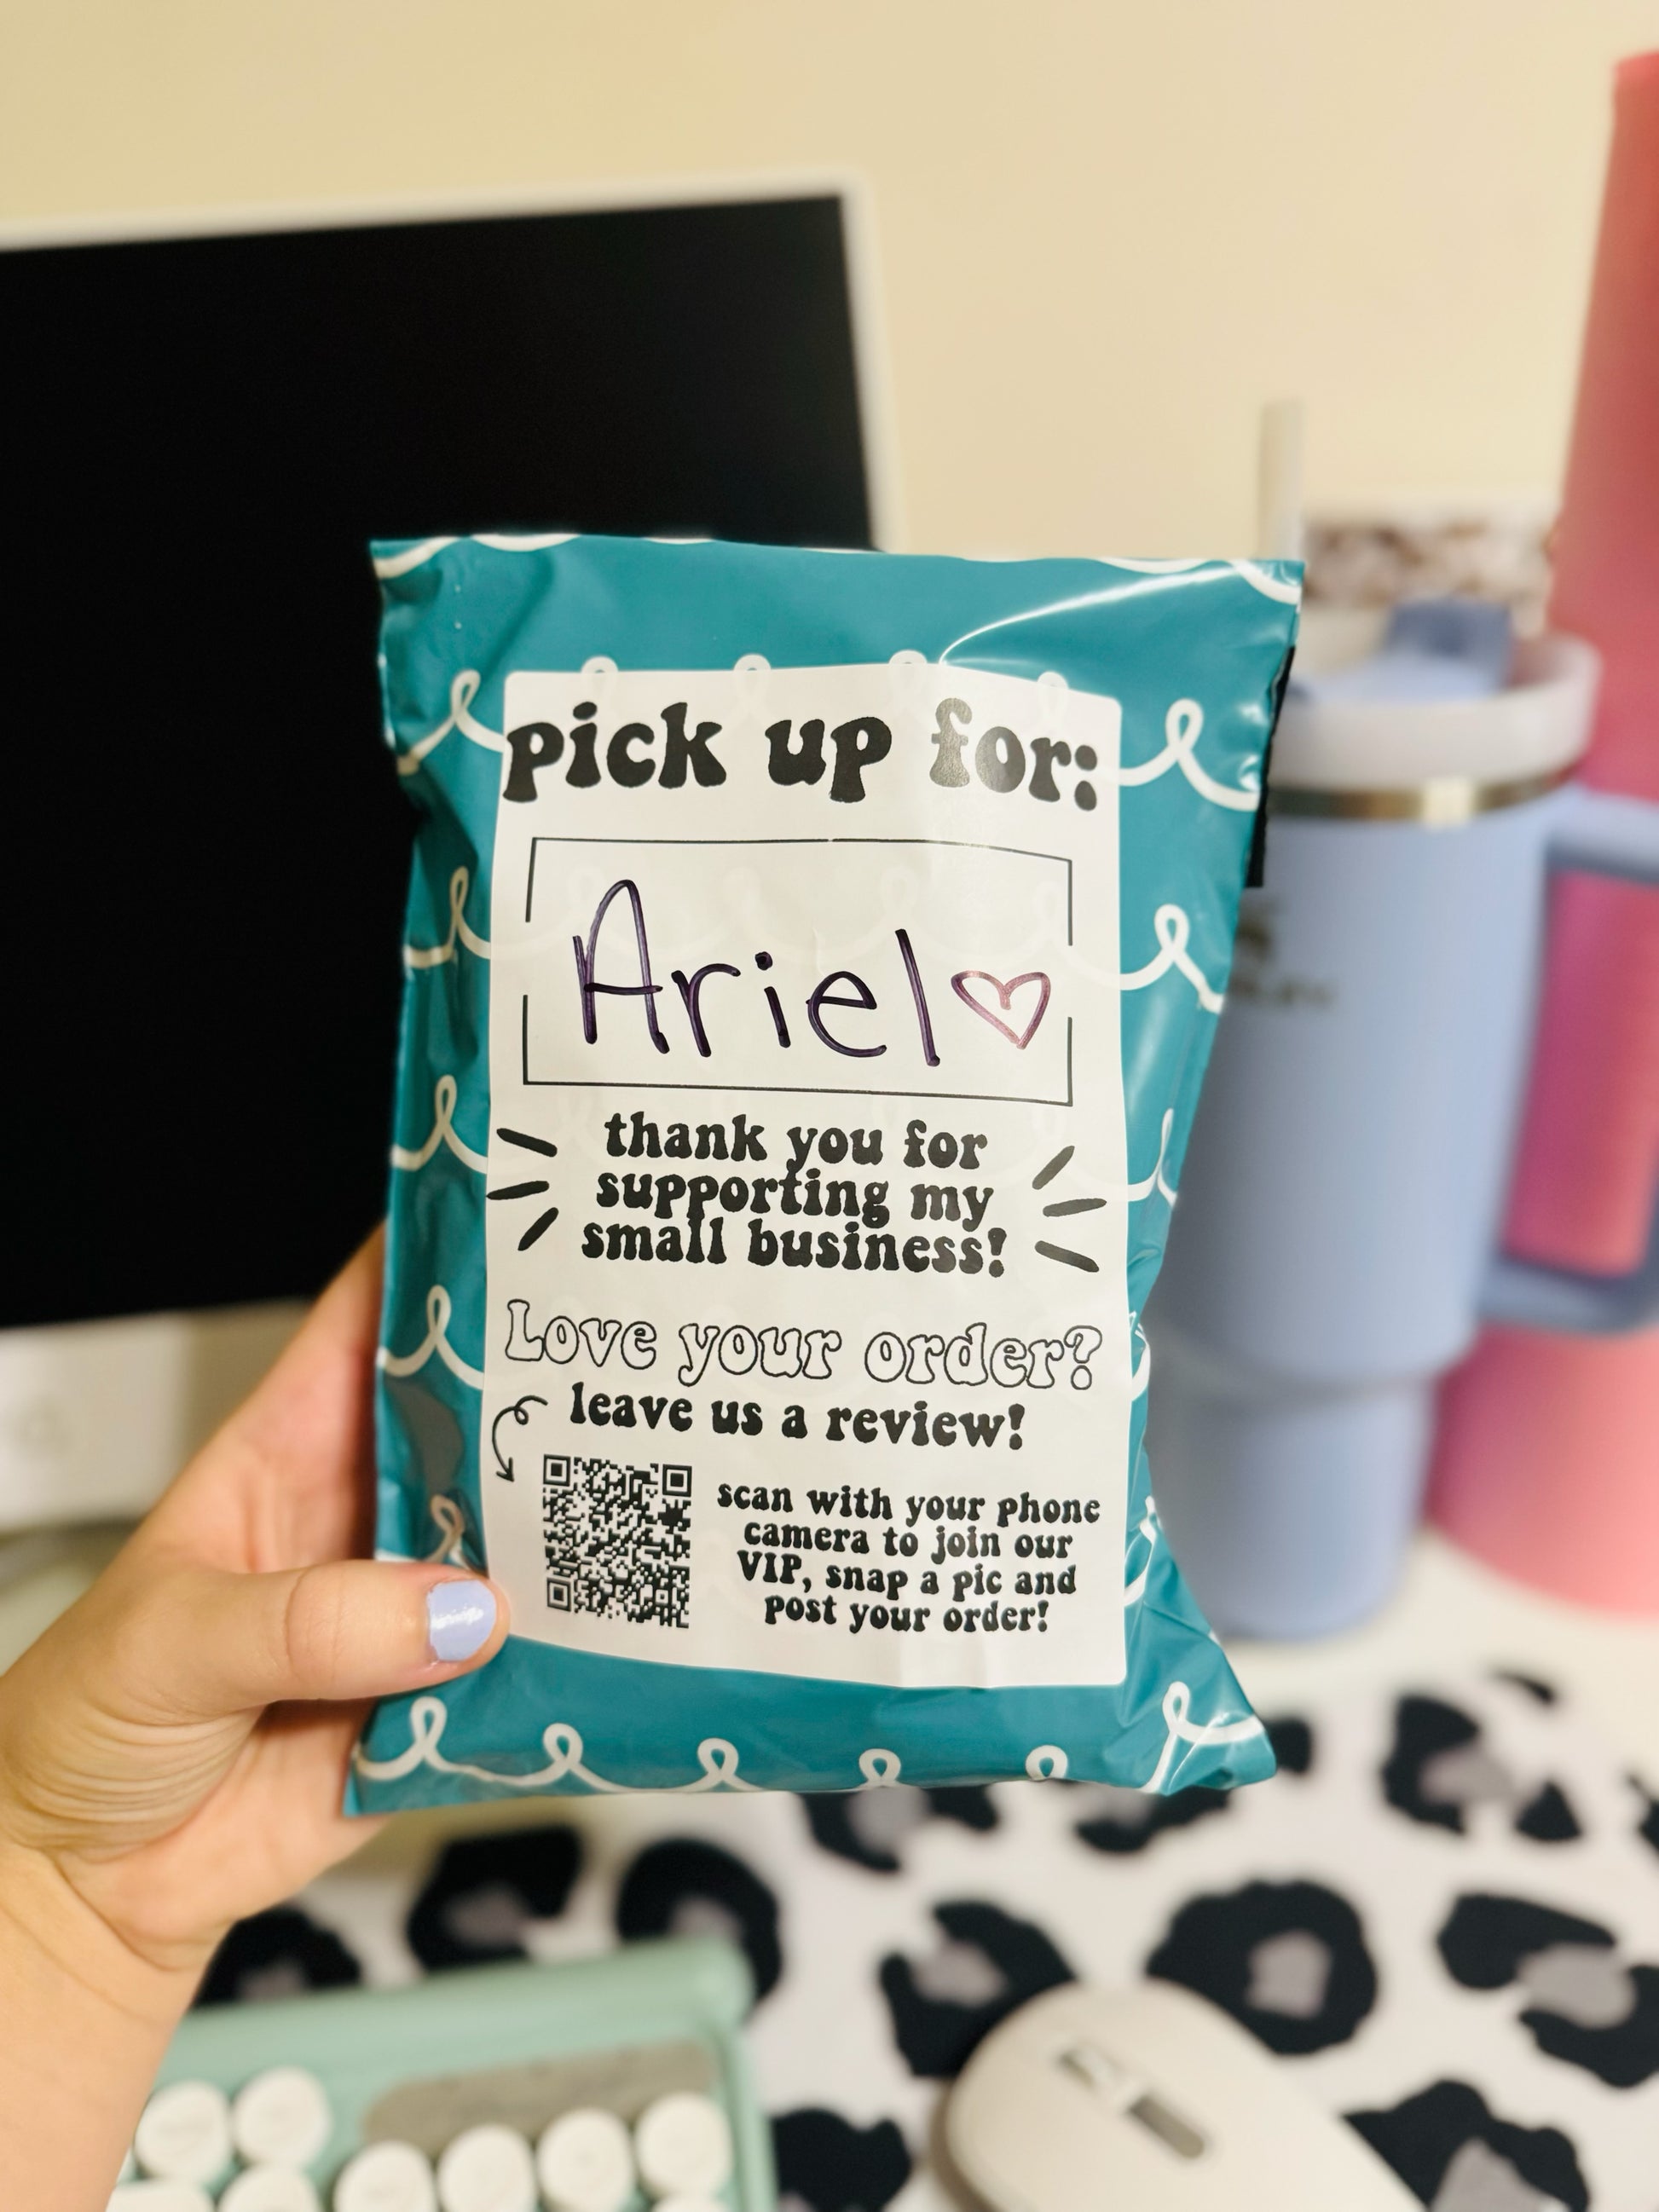 pick up for:
Ariel♡
thank you for
supporting my
small business!
Love your order?
leave us a review!
scan with your phone
camera to join our
VIP, snap a pic and
post your order!